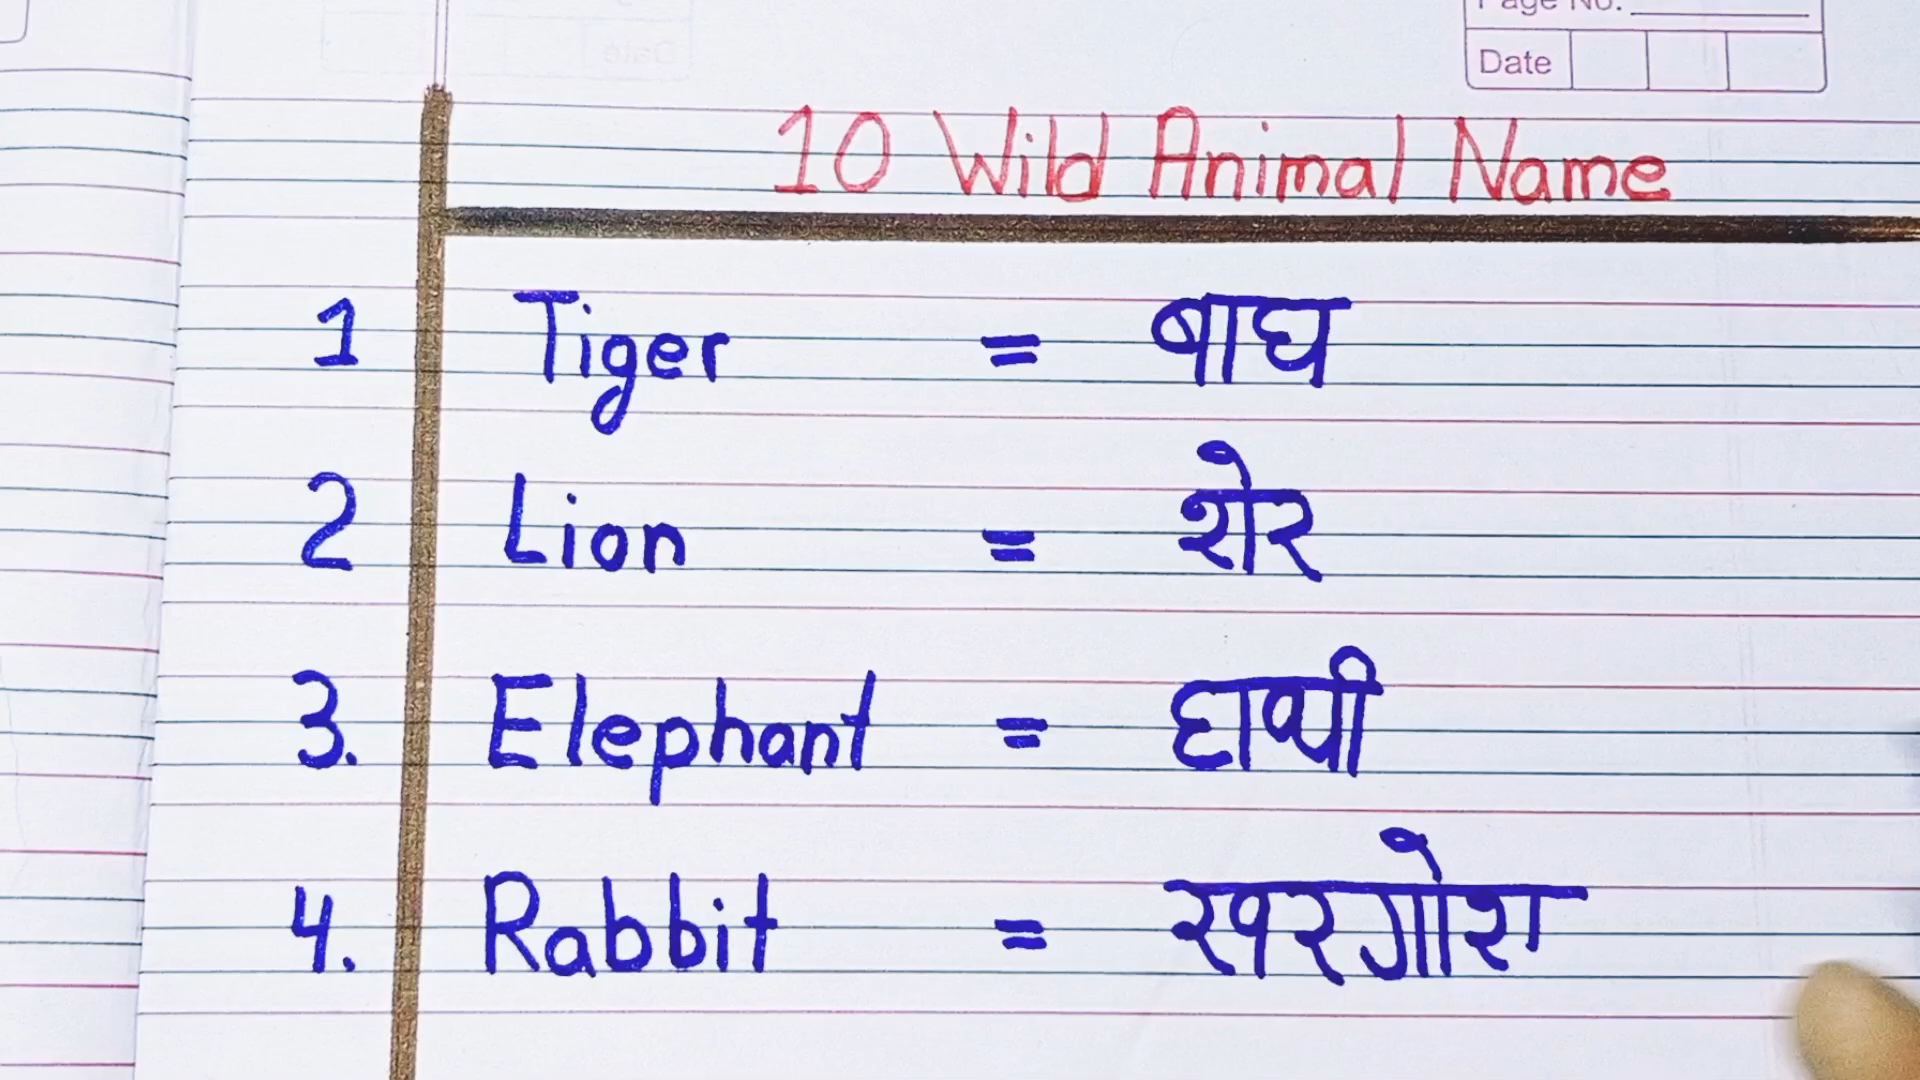 Page No.
Date
10 Wild Animal Name
1 Tiger = बाघ
2 Lion = शेर
3. Elephant = हाथी
4. Rabbit = खरगोश